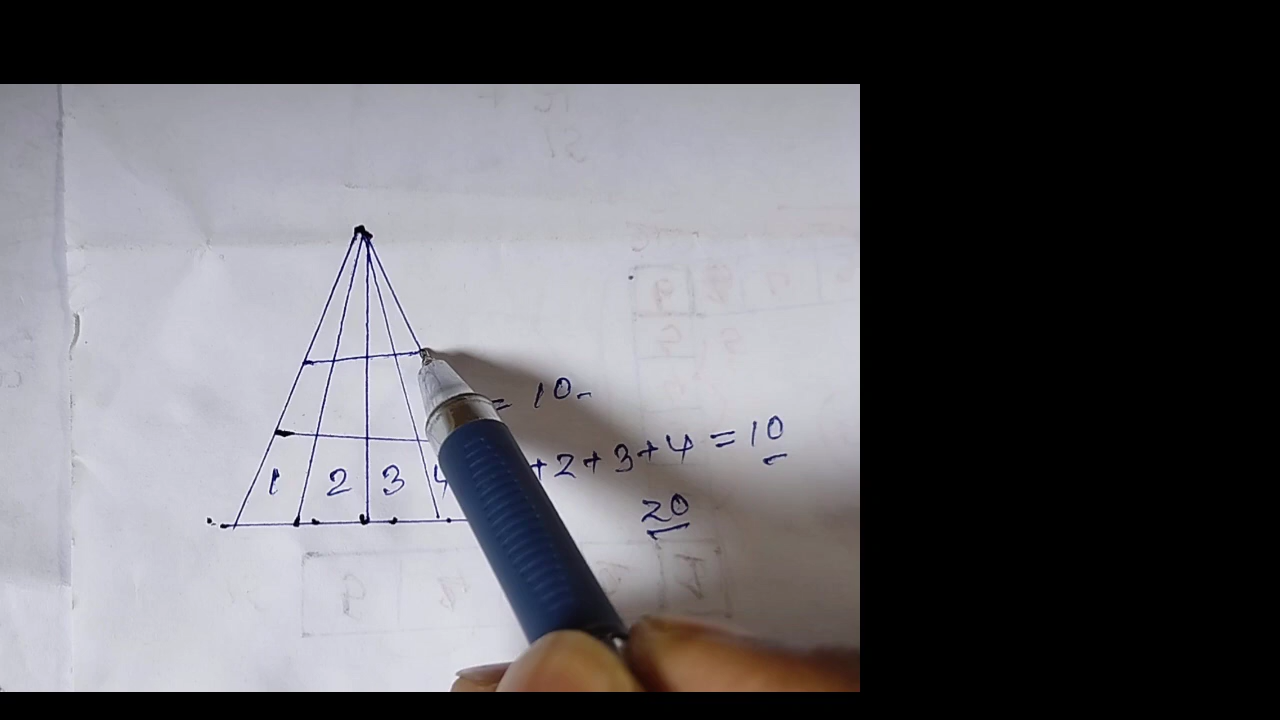 = 10
1 2 3 4
+2+3+4 = 10
20